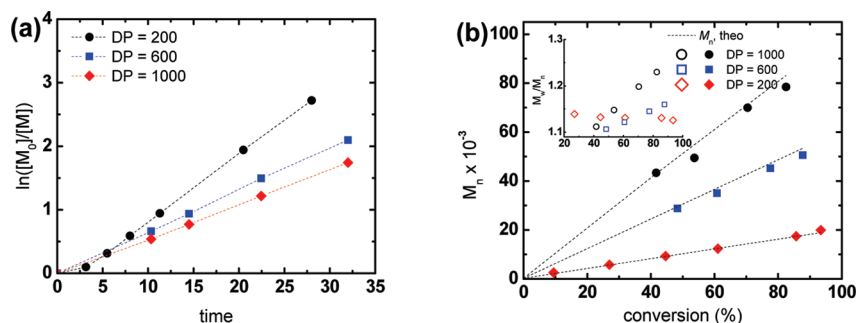 (a)
DP = 200
DP = 600
DP = 1000
ln([M0]/[M])
4
3
2
1
0
0 5 10 15 20 25 30 35
time
(b)
Mn, theo
DP = 1000
DP = 600
DP = 200
Mw/Mn
1.3
1.2
1.1
20 40 60 80 100
Mn x 10-3
100x10³
80
60
40
20
0
0 20 40 60 80 100
conversion (%)